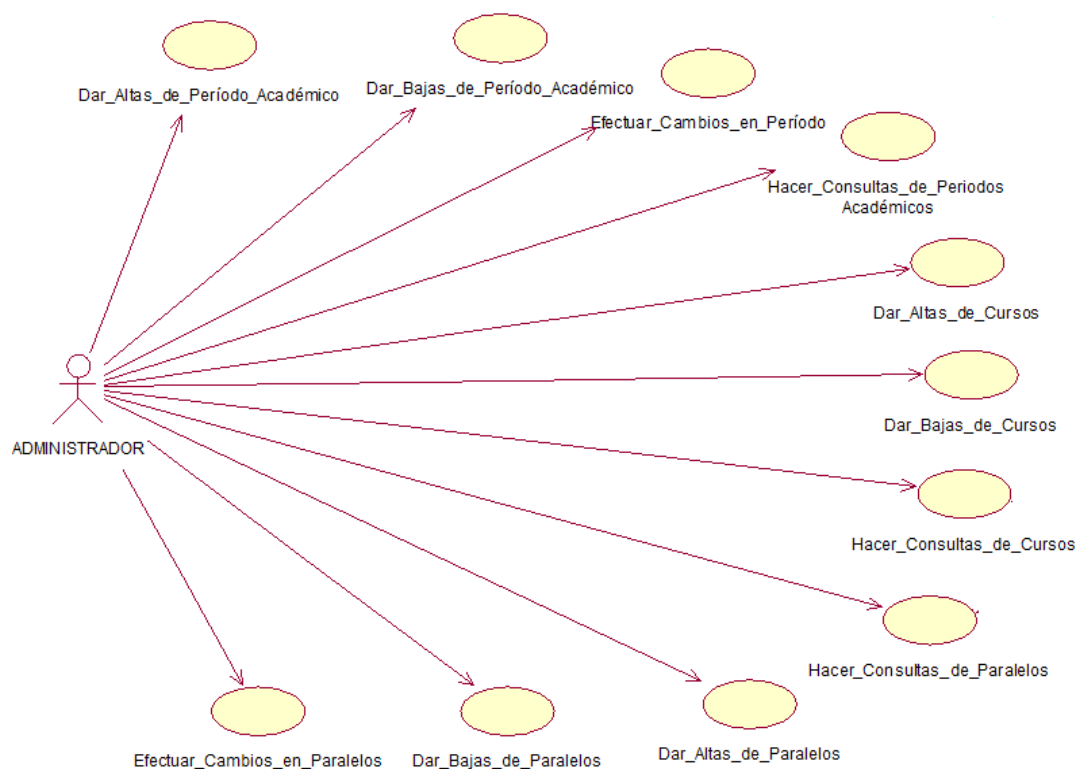 Dar_Altas_de_Período_Académico
Dar_Bajas_de_Período_Académico
Efectuar_Cambios_en_Período
Hacer_Consultas_de_Periodos
Académicos
Dar_Altas_de_Cursos
Dar_Bajas_de_Cursos
ADMINISTRADOR
Hacer_Consultas_de_Cursos
Hacer_Consultas_de_Paralelos
Dar_Altas_de_Paralelos
Dar_Bajas_de_Paralelos
Efectuar_Cambios_en_Paralelos